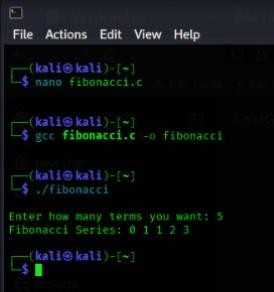 File Actions Edit View Help
┌──(kali㉿kali)-[~]
└─$ nano fibonacci.c
┌──(kali㉿kali)-[~]
└─$ gcc fibonacci.c -o fibonacci
┌──(kali㉿kali)-[~]
└─$ ./fibonacci
Enter how many terms you want: 5
Fibonacci Series: 0 1 1 2 3
┌──(kali㉿kali)-[~]
└─$